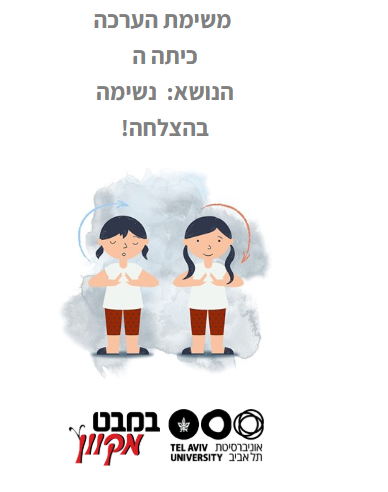 משימת הערכה
כיתה ה
הנושא: נשימה
בהצלחה!
במבט
מקוון
TEL AVIV אוניברסיטת
UNIVERSITY תל אביב